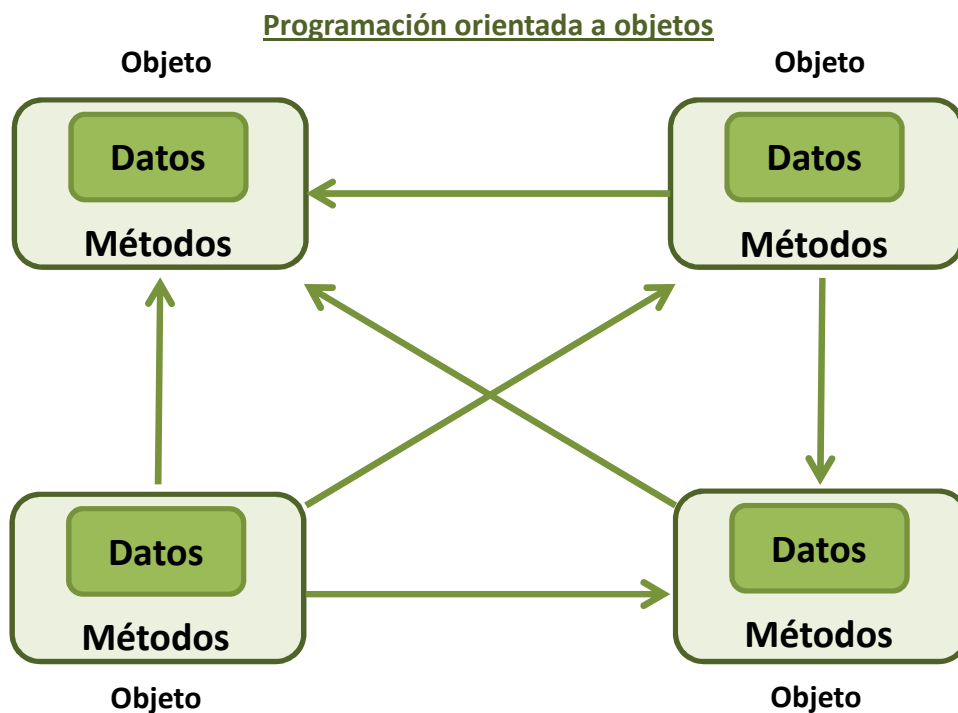 Programación orientada a objetos
Objeto
Objeto
Datos
Datos
Métodos
Métodos
Datos
Datos
Métodos
Métodos
Objeto
Objeto